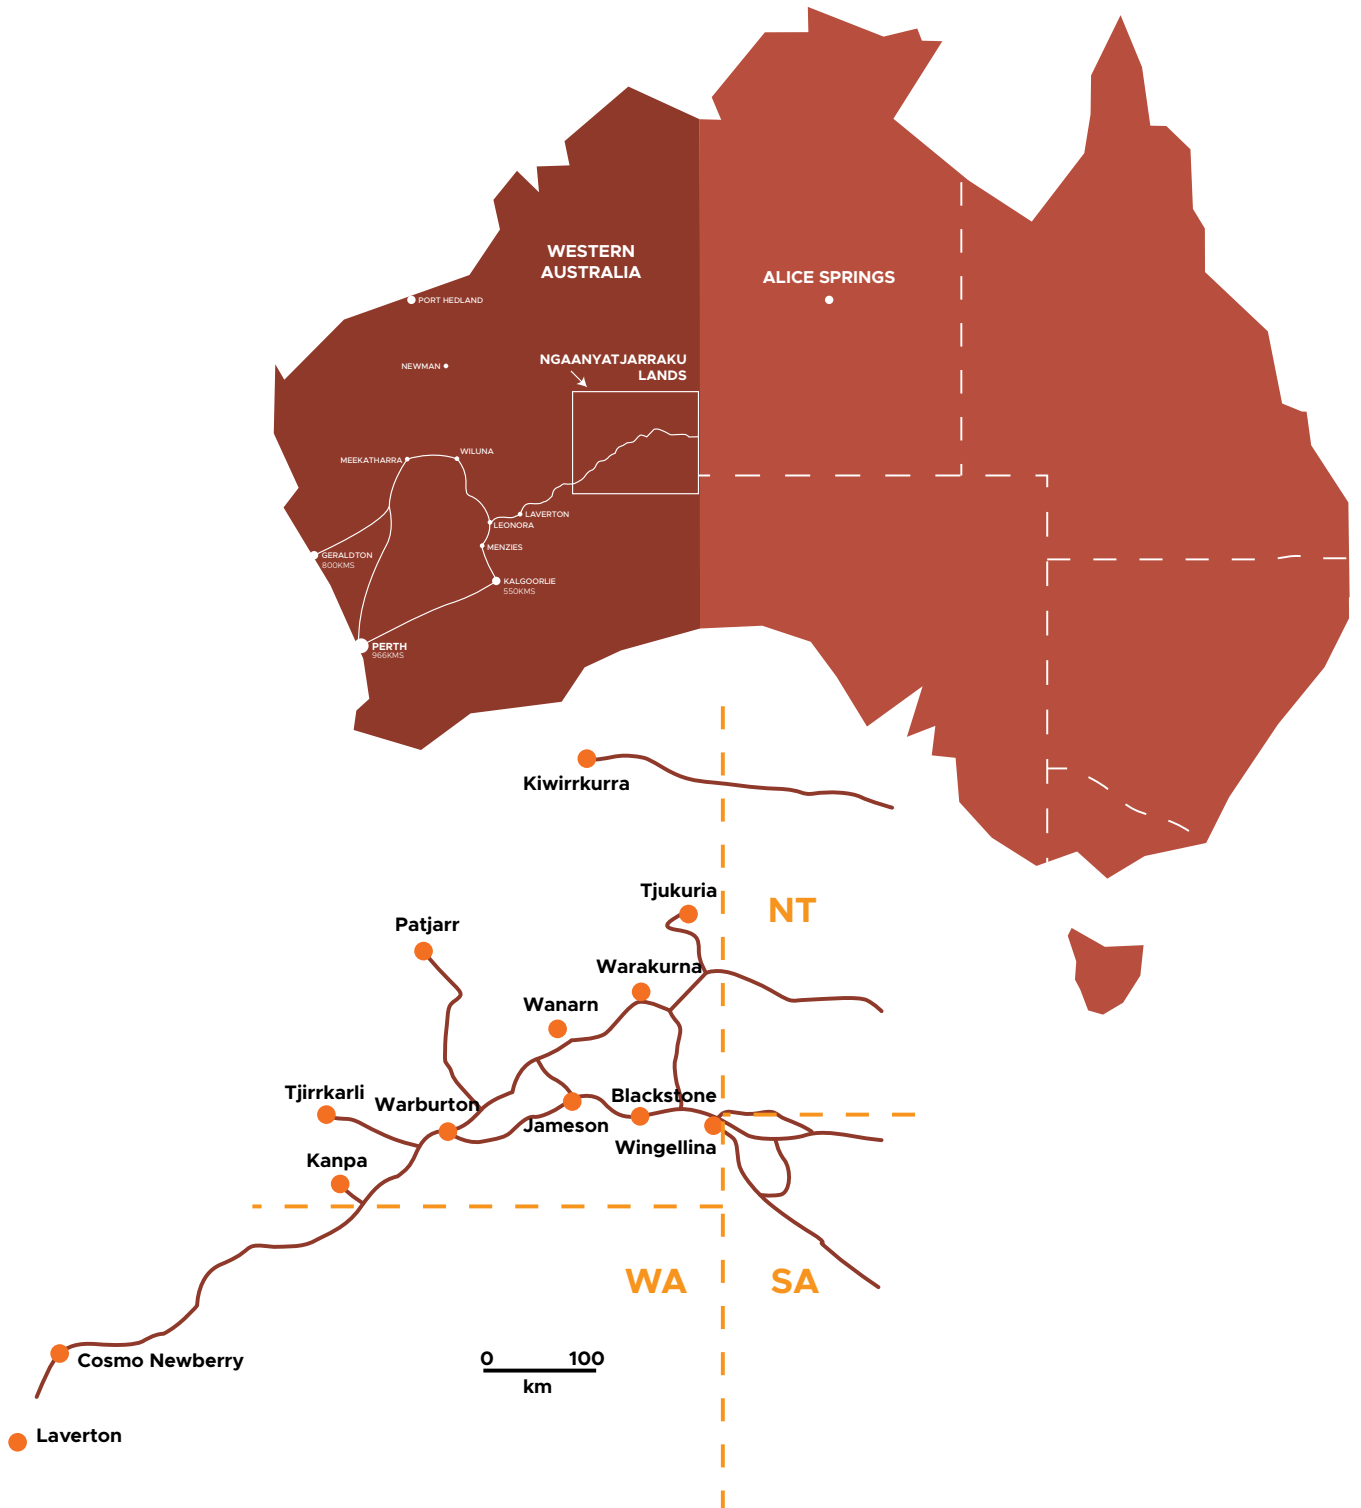 WESTERN
AUSTRALIA
ALICE SPRINGS
PORT HEDLAND
NEWMAN
NGAANYATJARRAKU
LANDS
MEEKATHARRA
WILUNA
LAVERTON
LEONORA
MENZIES
GERALDTON
800KMS
KALGOORLIE
550KMS
PERTH
966KMS
Kiwirrkurra
Tjukuria
NT
Patjarr
Warakurna
Wanarn
Tjirrkarli
Warburton
Blackstone
Jameson
Wingellina
Kanpa
WA
SA
Cosmo Newberry
0 100
km
Laverton